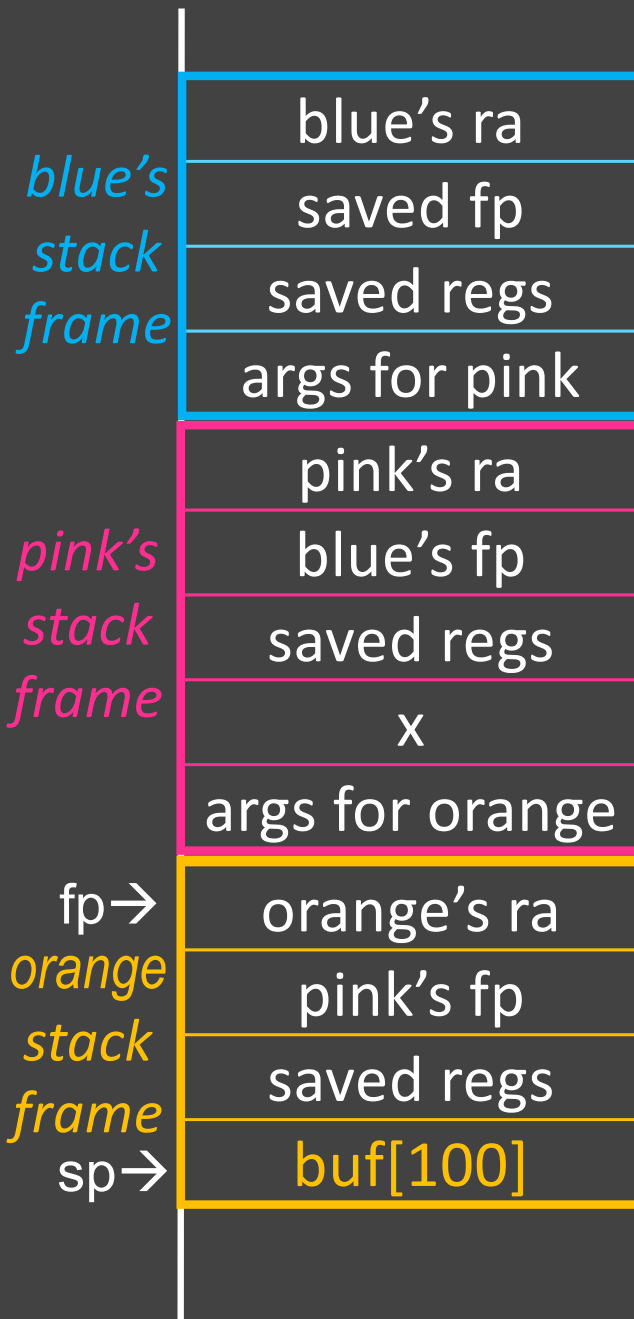 blue’s ra
saved fp
saved regs
args for pink
blue’s
stack
frame
pink’s ra
blue’s fp
saved regs
x
args for orange
pink’s
stack
frame
fp→
orange’s ra
pink’s fp
saved regs
buf[100]
orange
stack
frame
sp→